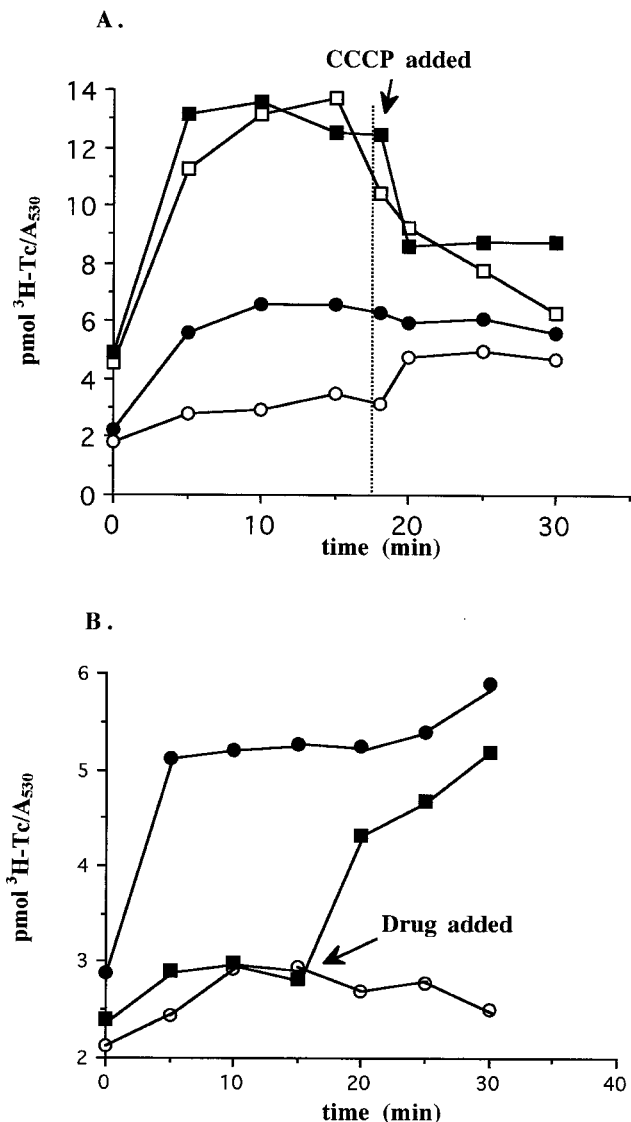 A.
CCCP added
14
12
10
8
6
4
2
0
pmol ³H-Tc/A₅₃₀
0 10 20 30
time (min)
B.
6
5
4
3
2
pmol ³H-Tc/A₅₃₀
Drug added
0 10 20 30 40
time (min)